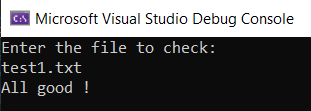 Microsoft Visual Studio Debug Console
Enter the file to check:
test1.txt
All good !